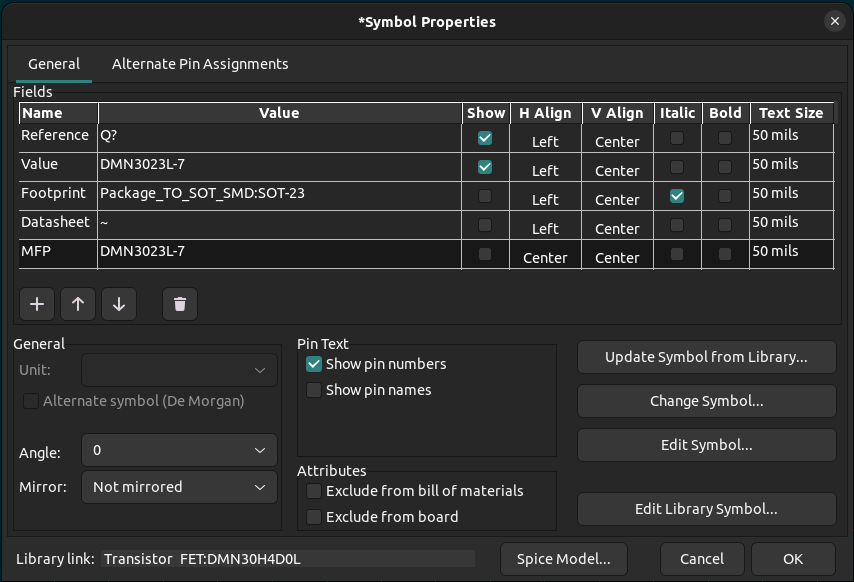 *Symbol Properties
General Alternate Pin Assignments
Fields
Name Value Show H Align V Align Italic Bold Text Size
Reference Q? Left Center 50 mils
Value DMN3023L-7 Left Center 50 mils
Footprint Package_TO_SOT_SMD:SOT-23 Left Center 50 mils
Datasheet ~ Left Center 50 mils
MFP DMN3023L-7 Center Center 50 mils
General
Unit:
Alternate symbol (De Morgan)
Angle: 0
Mirror: Not mirrored
Pin Text
Show pin numbers
Show pin names
Attributes
Exclude from bill of materials
Exclude from board
Update Symbol from Library...
Change Symbol...
Edit Symbol...
Edit Library Symbol...
Library link: Transistor_FET:DMN30H4D0L
Spice Model... Cancel OK